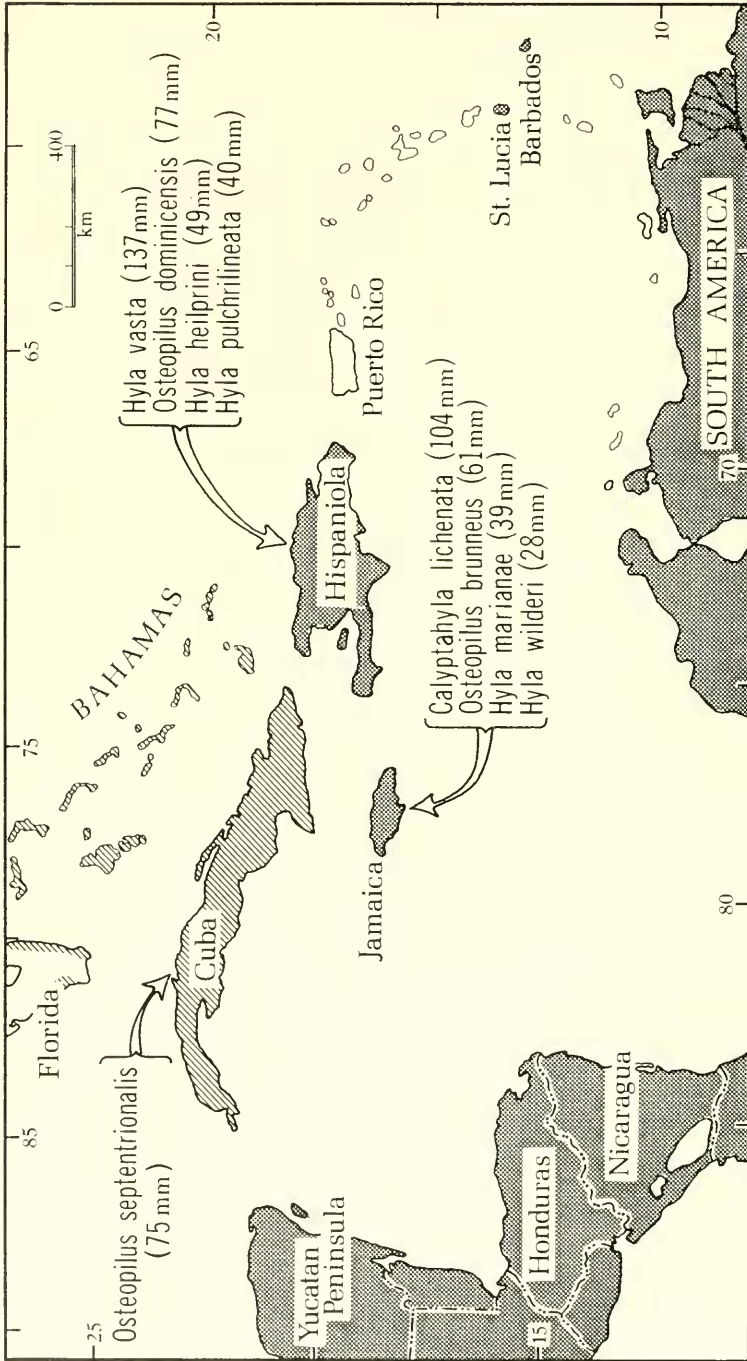 Florida
BAHAMAS
Cuba
Hispaniola
Jamaica
Puerto Rico
St. Lucia
Barbados
Yucatan
Peninsula
Honduras
Nicaragua
SOUTH AMERICA
Osteopilus septentrionalis
(75 mm)
Hyla vasta (137mm)
Osteopilus dominicensis (77mm)
Hyla heilprini (49mm)
Hyla pulchrilineata (40mm)
Calyptahyla lichenata (104mm)
Osteopilus brunneus (61mm)
Hyla marianae (39mm)
Hyla wilderi (28mm)
0 400
km
85
75
65
20
10
25
15
80
70